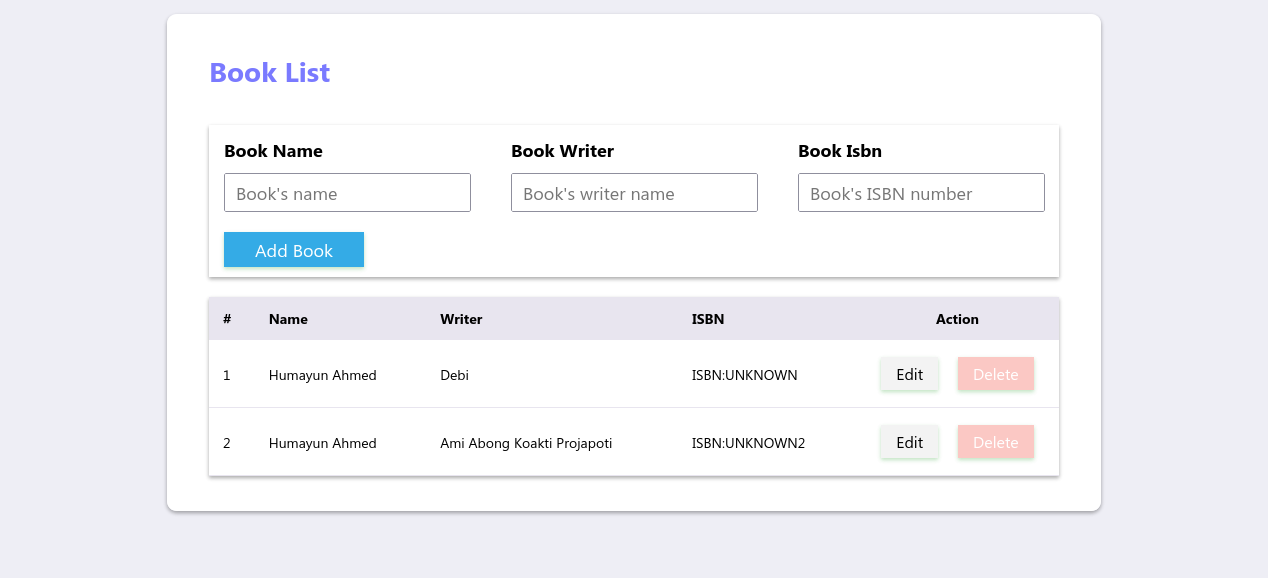 Book List
Book Name Book Writer Book Isbn
Book's name Book's writer name Book's ISBN number
Add Book
# Name Writer ISBN Action
1 Humayun Ahmed Debi ISBN:UNKNOWN Edit Delete
2 Humayun Ahmed Ami Abong Koakti Projapoti ISBN:UNKNOWN2 Edit Delete